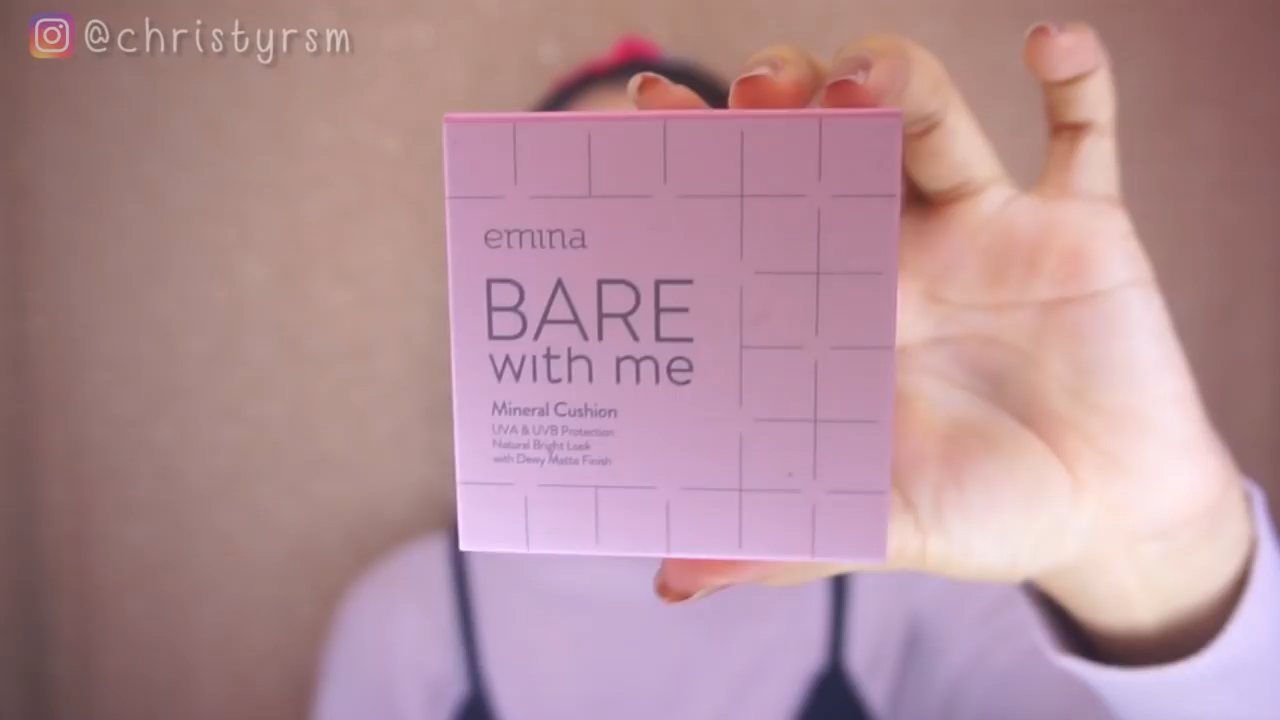 @christyrsm
emina
BARE
with me
Mineral Cushion
UVA & UVB Protection
Natural Bright Look
with Dewy Matte Finish